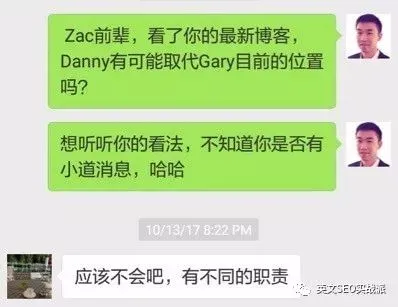 Zac前辈，看了你的最新博客，
Danny有可能取代Gary目前的位置
吗？
想听听你的看法，不知道你是否有
小道消息，哈哈
10/13/17 8:22 PM
应该不会吧，有不同的职责
英文SEO实战派